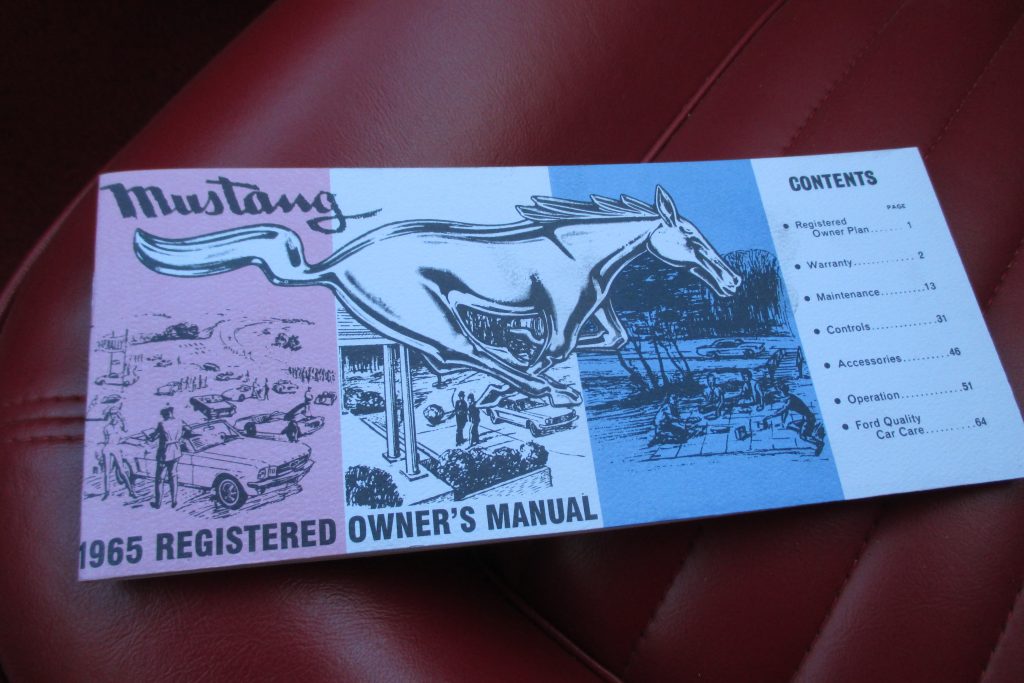 Mustang
1965 REGISTERED OWNER'S MANUAL
CONTENTS
PAGE
• Registered
Owner Plan....... 1
• Warranty............. 2
• Maintenance.........13
• Controls.............31
• Accessories..........46
• Operation.............51
• Ford Quality
Car Care..........64